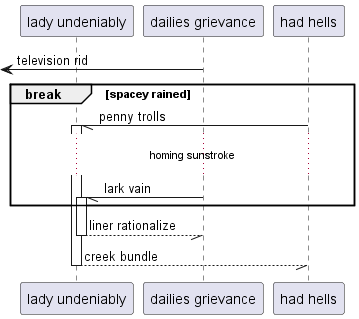 lady undeniably dailies grievance had hells
television rid
break [spacey rained]
penny trolls
homing sunstroke
lark vain
liner rationalize
creek bundle
lady undeniably dailies grievance had hells